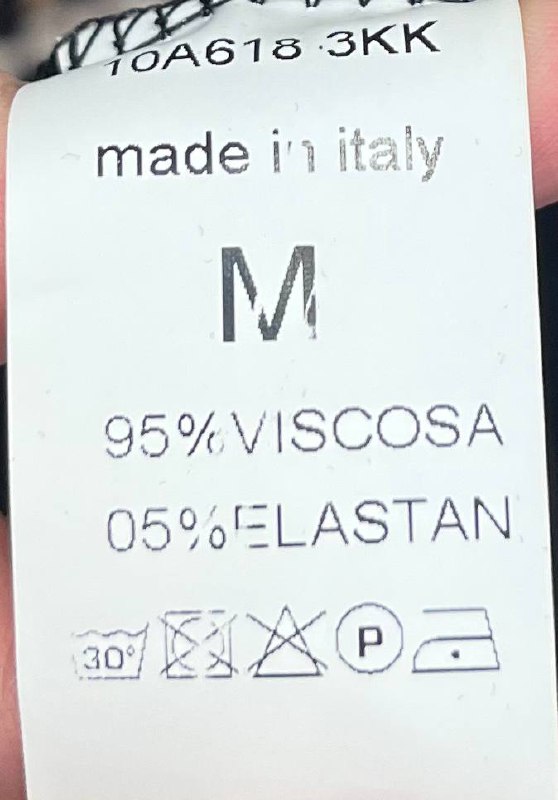 10A618 3KK
made in italy
M
95%VISCOSA
05%ELASTAN
30° P